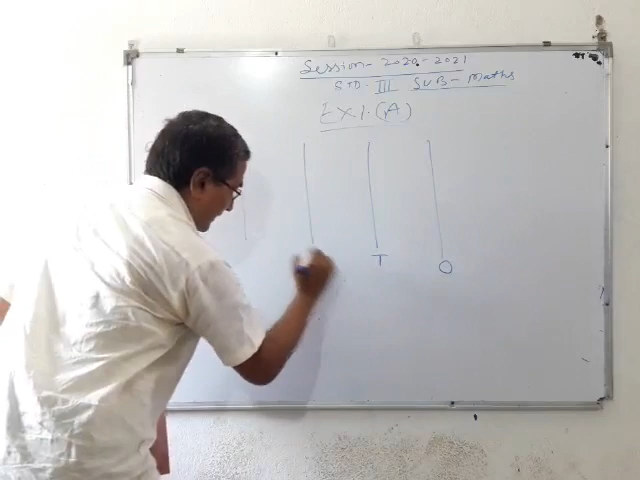 Session - 2020 - 2021
STD - III SUB - Maths
EX 1.(A)
T O